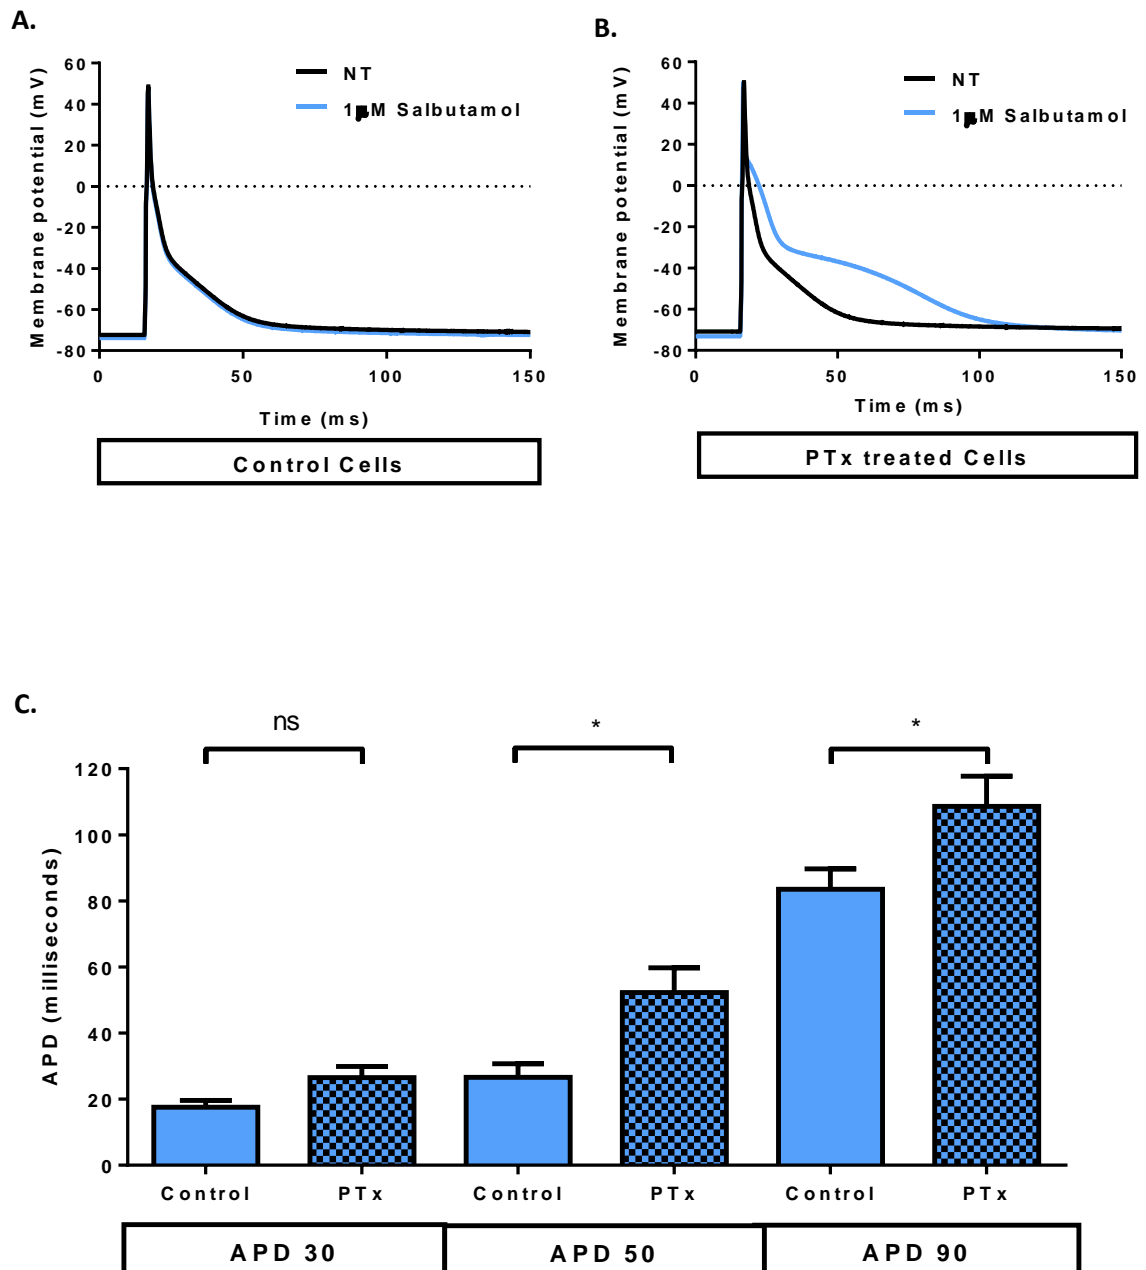 A.
B.
Membrane potential (mV)
60
40
20
0
-20
-40
-60
-80
NT
1μM Salbutamol
0
50
100
150
Time (ms)
Control Cells
Membrane potential (mV)
60
40
20
0
-20
-40
-60
-80
NT
1μM Salbutamol
0
50
100
150
Time (ms)
PTx treated Cells
C.
ns
*
*
APD (milliseconds)
120
100
80
60
40
20
0
Control
PTx
Control
PTx
Control
PTx
APD 30
APD 50
APD 90